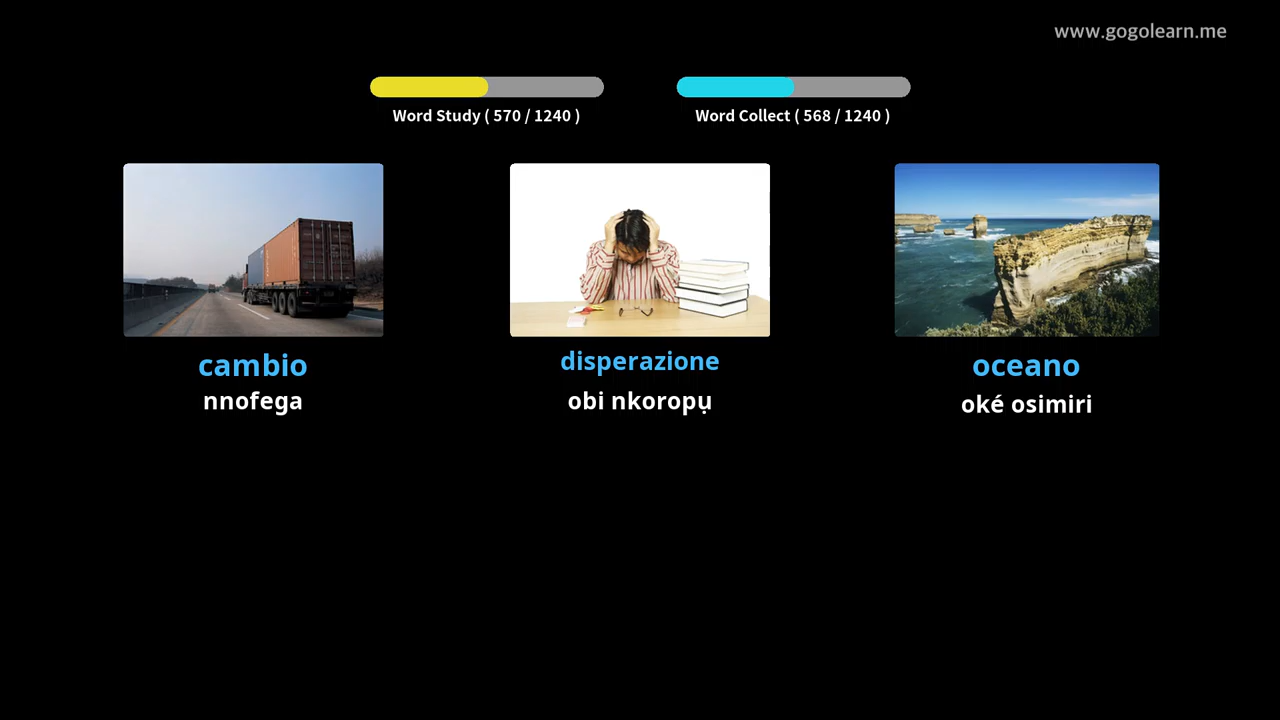 www.gogolearn.me
Word Study ( 570 / 1240 )
Word Collect ( 568 / 1240 )
cambio
nnofega
disperazione
obi nkoropụ
oceano
oké osimiri